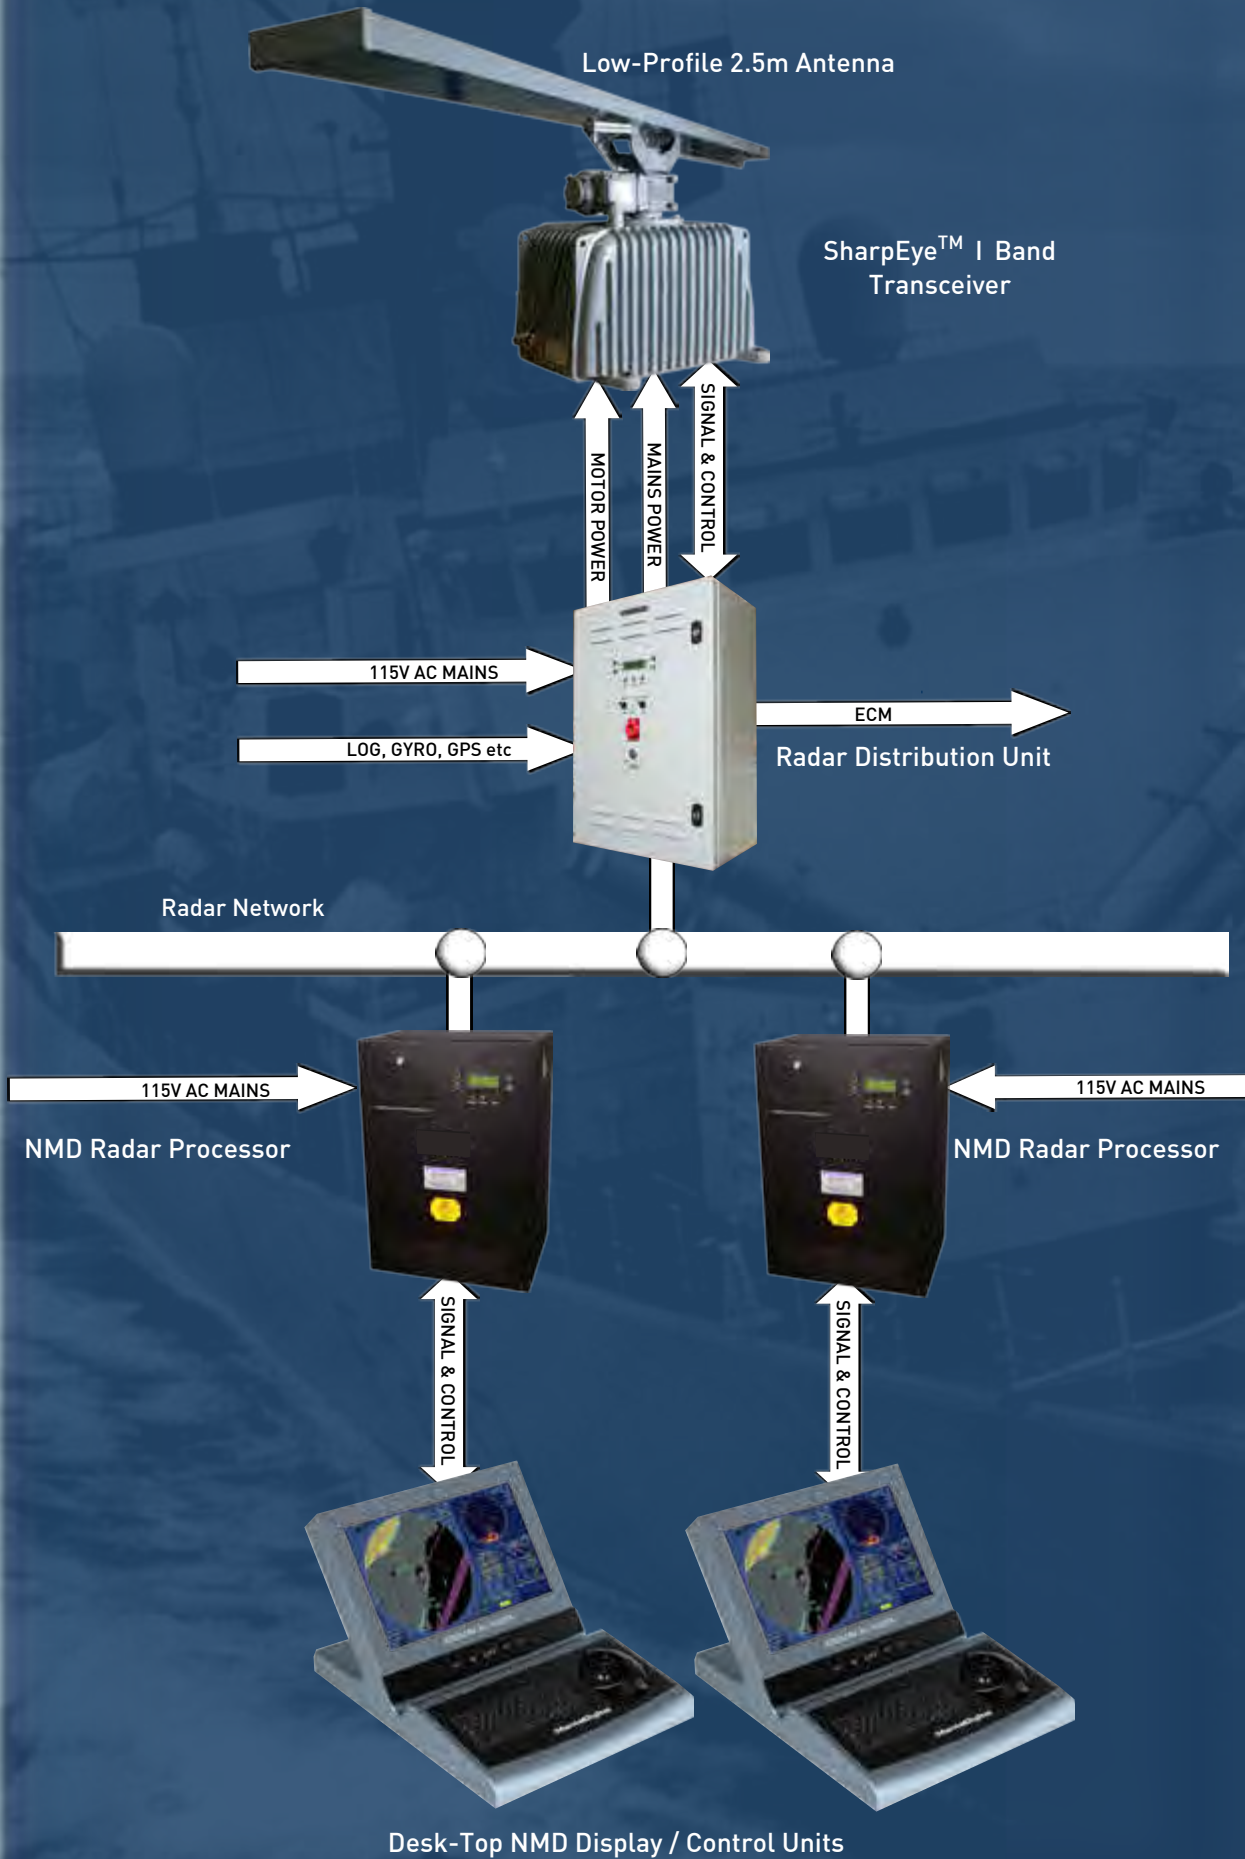 Low-Profile 2.5m Antenna
SharpEye™ I Band
Transceiver
MOTOR POWER
MAINS POWER
SIGNAL & CONTROL
115V AC MAINS
ECM
LOG, GYRO, GPS etc
Radar Distribution Unit
Radar Network
115V AC MAINS
115V AC MAINS
NMD Radar Processor
NMD Radar Processor
SIGNAL & CONTROL
SIGNAL & CONTROL
Desk-Top NMD Display / Control Units